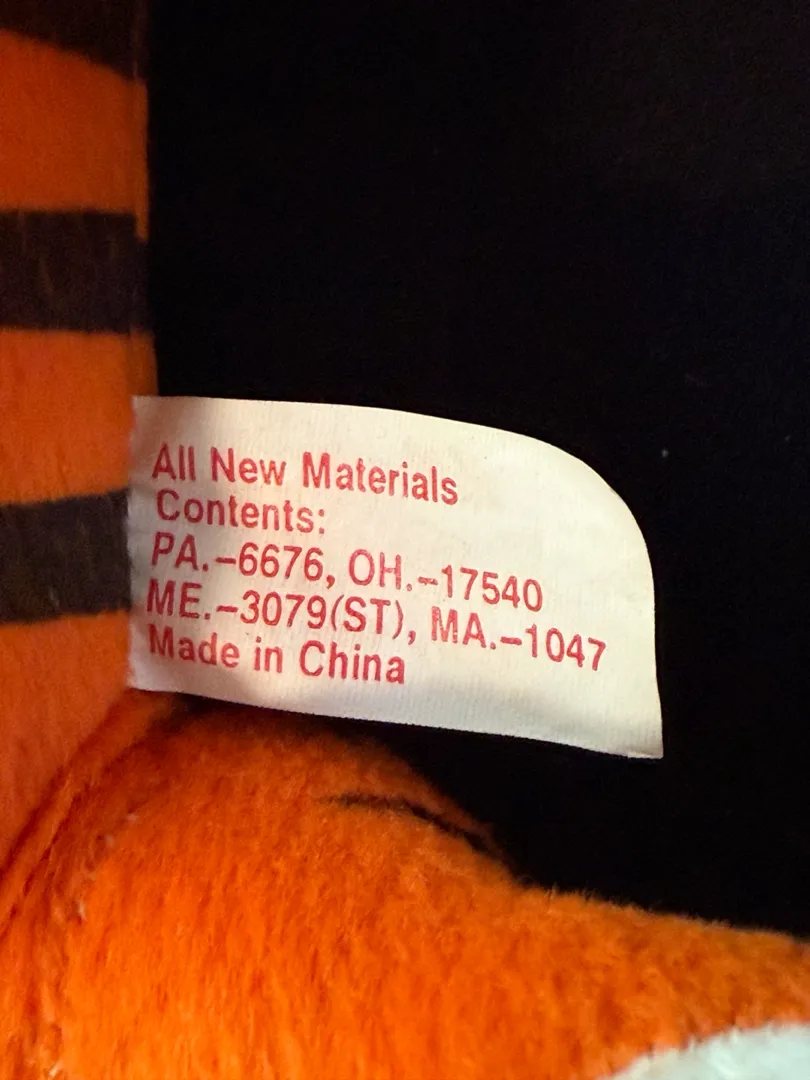 All New Materials
Contents:
PA.-6676, OH.-17540
ME.-3079(ST), MA.-1047
Made in China